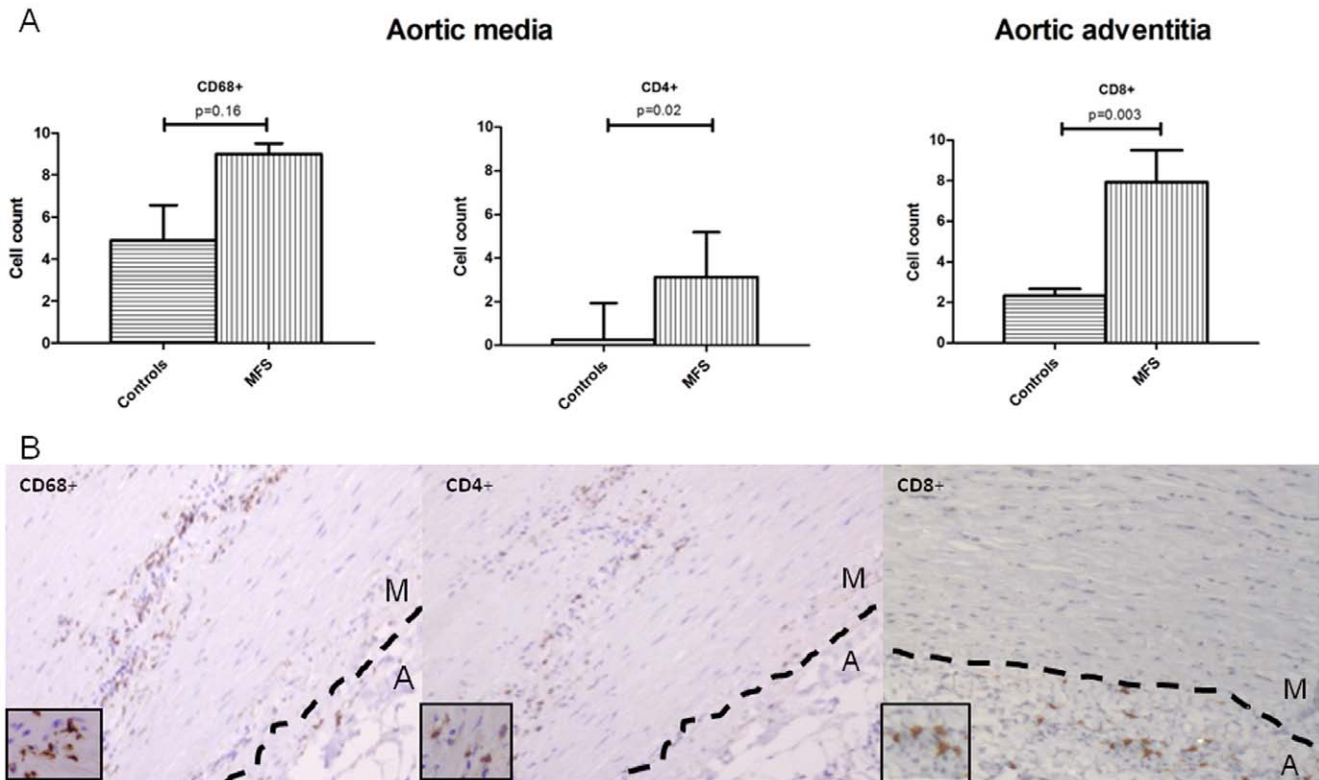 A
Aortic media
Aortic adventitia
CD68+
p=0.16
10
8
6
4
2
0
Cell count
Controls
MFS
CD4+
p=0.02
10
8
6
4
2
0
Cell count
Controls
MFS
CD8+
p=0.003
10
8
6
4
2
0
Cell count
Controls
MFS
B
CD68+
M
A
CD4+
M
A
CD8+
M
A